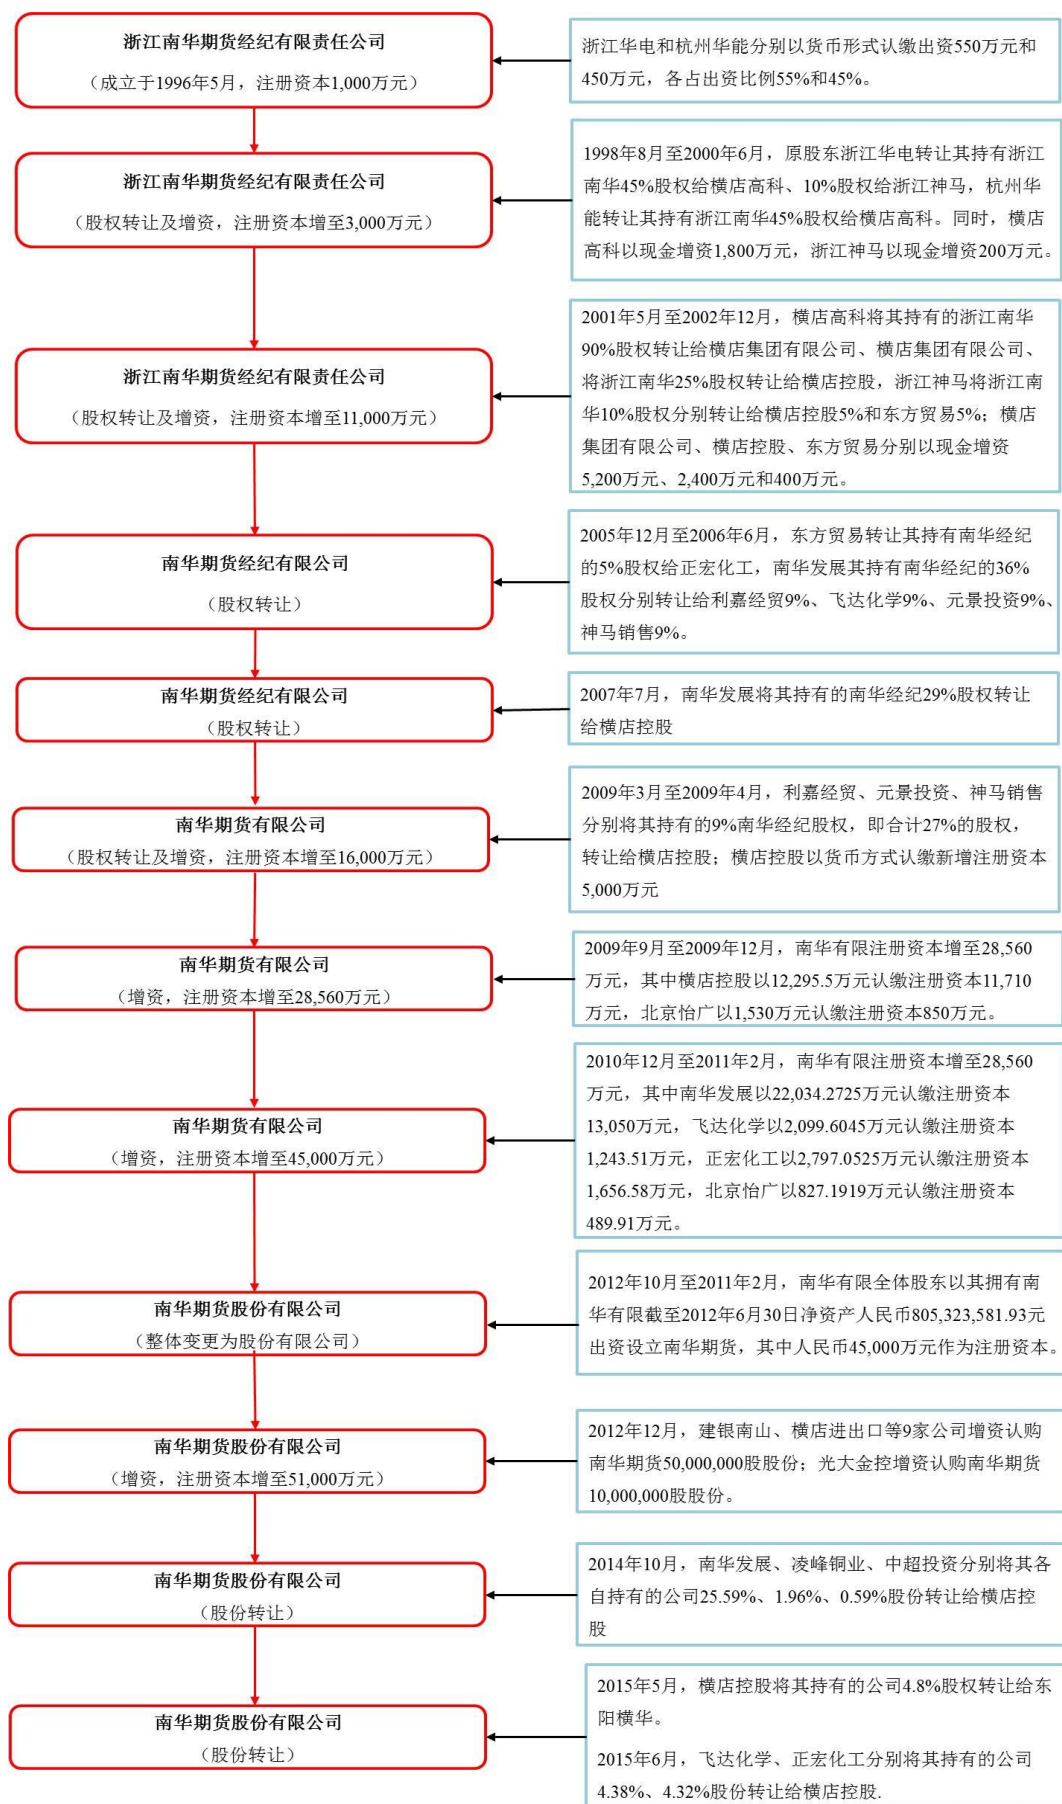 浙江南华期货经纪有限责任公司
（成立于1996年5月，注册资本1,000万元）
浙江华电和杭州华能分别以货币形式认缴出资550万元和
450万元，各占出资比例55%和45%。
浙江南华期货经纪有限责任公司
（股权转让及增资，注册资本增至3,000万元）
1998年8月至2000年6月，原股东浙江华电转让其持有浙江
南华45%股权给横店高科、10%股权给浙江神马，杭州华
能转让其持有浙江南华45%股权给横店高科。同时，横店
高科以现金增资1,800万元，浙江神马以现金增资200万元。
浙江南华期货经纪有限责任公司
（股权转让及增资，注册资本增至11,000万元）
2001年5月至2002年12月，横店高科将其持有的浙江南华
90%股权转让给横店集团有限公司、横店集团有限公司、
将浙江南华25%股权转让给横店控股，浙江神马将浙江南
华10%股权分别转让给横店控股5%和东方贸易5%；横店
集团有限公司、横店控股、东方贸易分别以现金增资
5,200万元、2,400万元和400万元。
南华期货经纪有限公司
（股权转让）
2005年12月至2006年6月，东方贸易转让其持有南华经纪
的5%股权给正宏化工，南华发展其持有南华经纪的36%
股权分别转让给利嘉经贸9%、飞达化学9%、元景投资9%、
神马销售9%。
南华期货经纪有限公司
（股权转让）
2007年7月，南华发展将其持有的南华经纪29%股权转让
给横店控股
南华期货有限公司
（股权转让及增资，注册资本增至16,000万元）
2009年3月至2009年4月，利嘉经贸、元景投资、神马销售
分别将其持有的9%南华经纪股权，即合计27%的股权，
转让给横店控股；横店控股以货币方式认缴新增注册资本
5,000万元
南华期货有限公司
（增资，注册资本增至28,560万元）
2009年9月至2009年12月，南华有限注册资本增至28,560
万元，其中横店控股以12,295.5万元认缴注册资本11,710
万元，北京怡广以1,530万元认缴注册资本850万元。
南华期货有限公司
（增资，注册资本增至45,000万元）
2010年12月至2011年2月，南华有限注册资本增至28,560
万元，其中南华发展以22,034.2725万元认缴注册资本
13,050万元，飞达化学以2,099.6045万元认缴注册资本
1,243.51万元，正宏化工以2,797.0525万元认缴注册资本
1,656.58万元，北京怡广以827.1919万元认缴注册资本
489.91万元。
南华期货股份有限公司
（整体变更为股份有限公司）
2012年10月至2011年2月，南华有限全体股东以其拥有南
华有限截至2012年6月30日净资产人民币805,323,581.93元
出资设立南华期货，其中人民币45,000万元作为注册资本。
南华期货股份有限公司
（增资，注册资本增至51,000万元）
2012年12月，建银南山、横店进出口等9家公司增资认购
南华期货50,000,000股股份；光大金控增资认购南华期货
10,000,000股股份。
南华期货股份有限公司
（股份转让）
2014年10月，南华发展、凌峰铜业、中超投资分别将其各
自持有的公司25.59%、1.96%、0.59%股份转让给横店控
股
南华期货股份有限公司
（股份转让）
2015年5月，横店控股将其持有的公司4.8%股权转让给东
阳横华。
2015年6月，飞达化学、正宏化工分别将其持有的公司
4.38%、4.32%股份转让给横店控股.